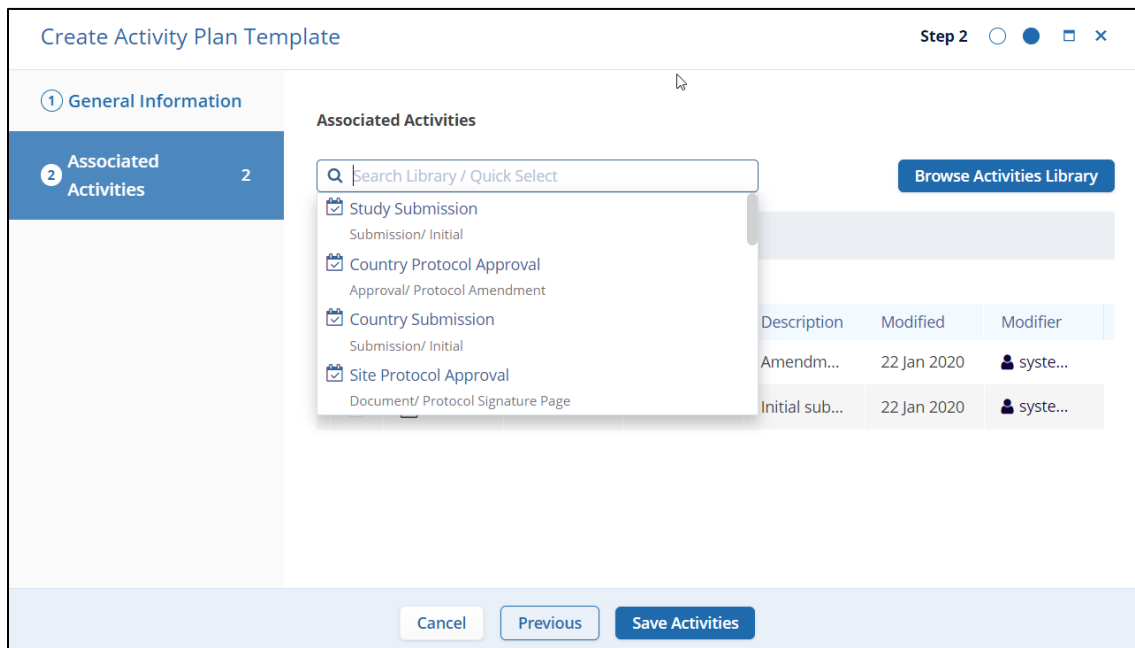 Create Activity Plan Template
Step 2
1 General Information
2 Associated Activities 2
Associated Activities
Search Library / Quick Select
Browse Activities Library
Study Submission
Submission/ Initial
Country Protocol Approval
Approval/ Protocol Amendment
Country Submission
Submission/ Initial
Site Protocol Approval
Document/ Protocol Signature Page
Description Modified Modifier
Amendm... 22 Jan 2020 syste...
Initial sub... 22 Jan 2020 syste...
Cancel Previous Save Activities